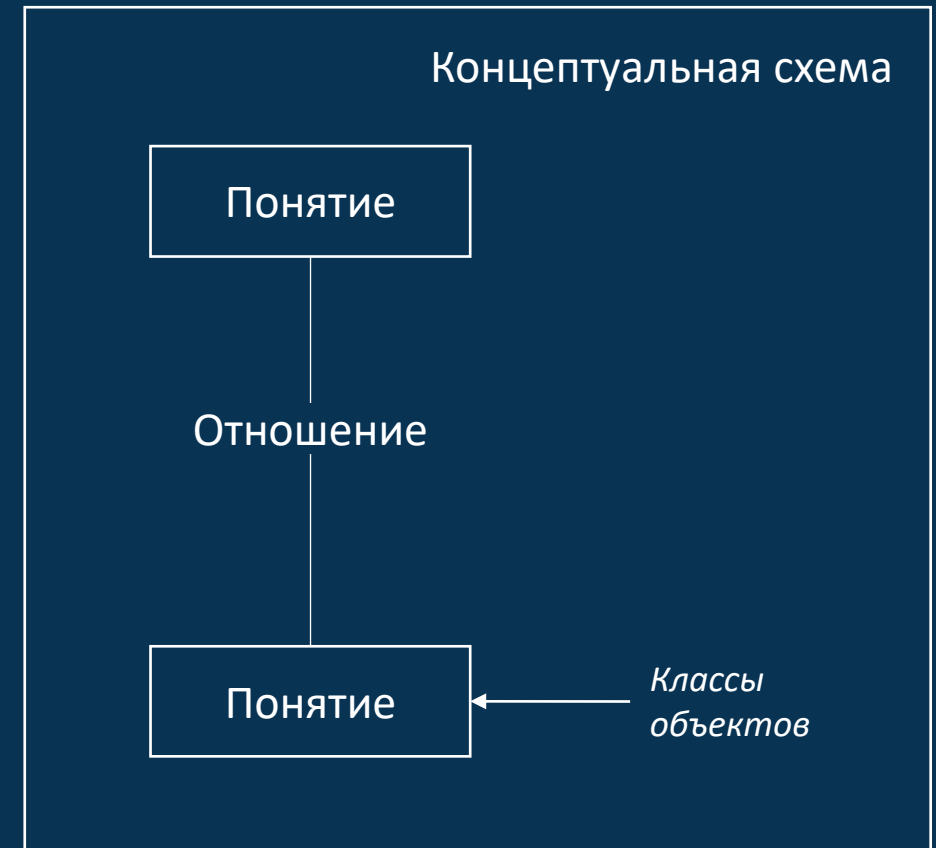 Концептуальная схема
Понятие
Отношение
Понятие
Классы
объектов